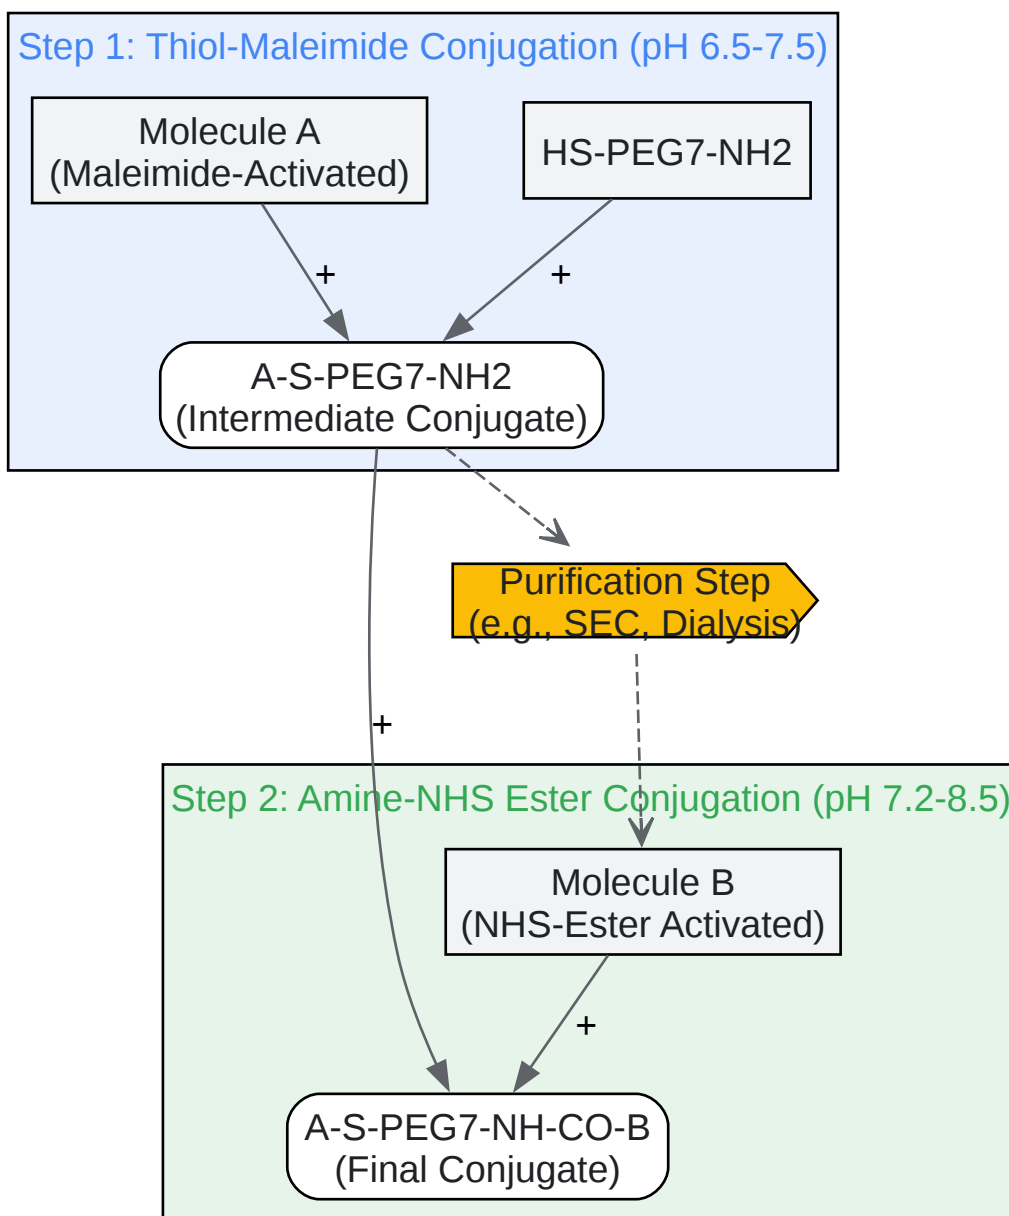 Step 1: Thiol-Maleimide Conjugation (pH 6.5-7.5)
Molecule A
(Maleimide-Activated)
HS-PEG7-NH2
+
+
A-S-PEG7-NH2
(Intermediate Conjugate)
Purification Step
(e.g., SEC, Dialysis)
+
Step 2: Amine-NHS Ester Conjugation (pH 7.2-8.5)
Molecule B
(NHS-Ester Activated)
+
A-S-PEG7-NH-CO-B
(Final Conjugate)